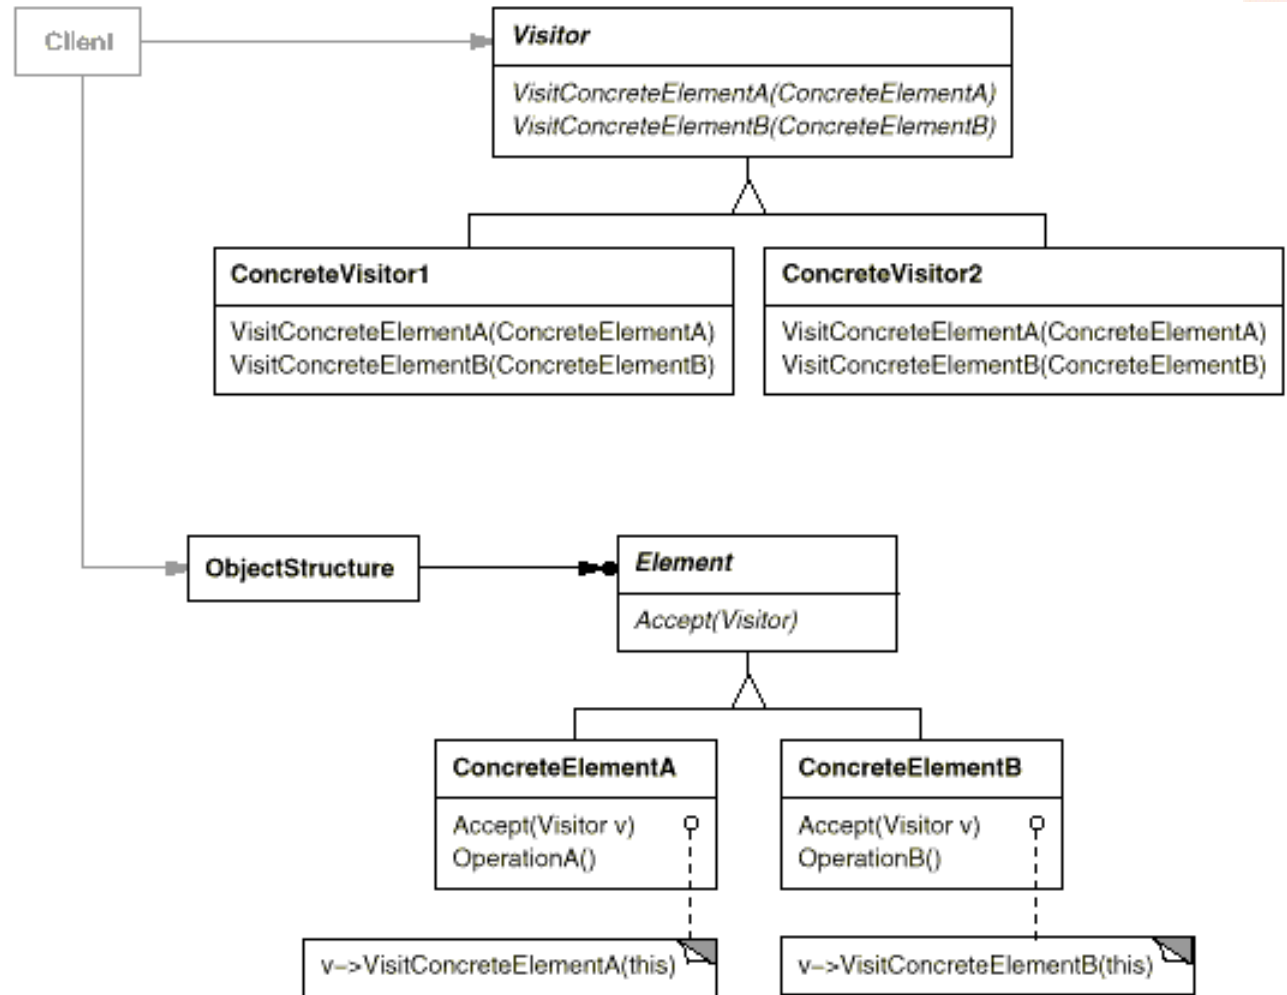 Client
Visitor
VisitConcreteElementA(ConcreteElementA)
VisitConcreteElementB(ConcreteElementB)
ConcreteVisitor1
VisitConcreteElementA(ConcreteElementA)
VisitConcreteElementB(ConcreteElementB)
ConcreteVisitor2
VisitConcreteElementA(ConcreteElementA)
VisitConcreteElementB(ConcreteElementB)
ObjectStructure
Element
Accept(Visitor)
ConcreteElementA
Accept(Visitor v)
OperationA()
ConcreteElementB
Accept(Visitor v)
OperationB()
v->VisitConcreteElementA(this)
v->VisitConcreteElementB(this)